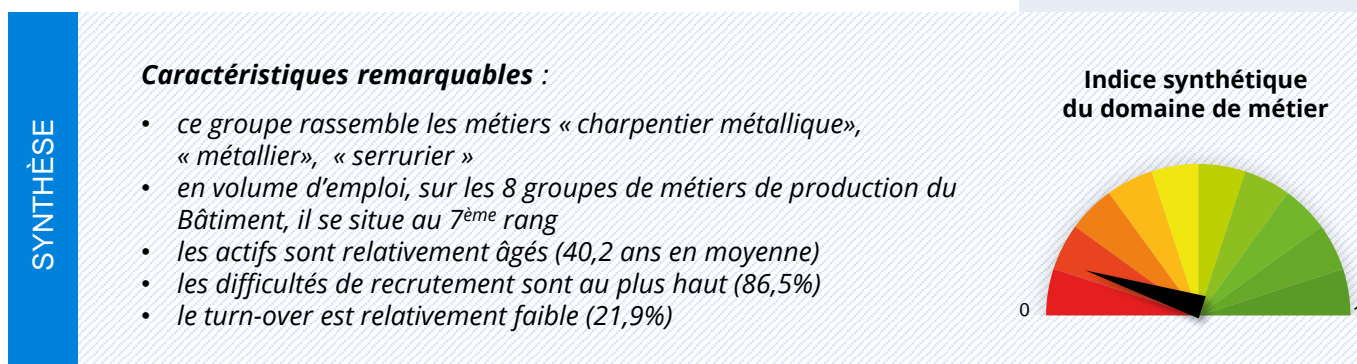 SYNTHÈSE
Caractéristiques remarquables :
• ce groupe rassemble les métiers « charpentier métallique»,
« métallier», « serrurier »
• en volume d’emploi, sur les 8 groupes de métiers de production du
Bâtiment, il se situe au 7ème rang
• les actifs sont relativement âgés (40,2 ans en moyenne)
• les difficultés de recrutement sont au plus haut (86,5%)
• le turn-over est relativement faible (21,9%)
Indice synthétique
du domaine de métier
0